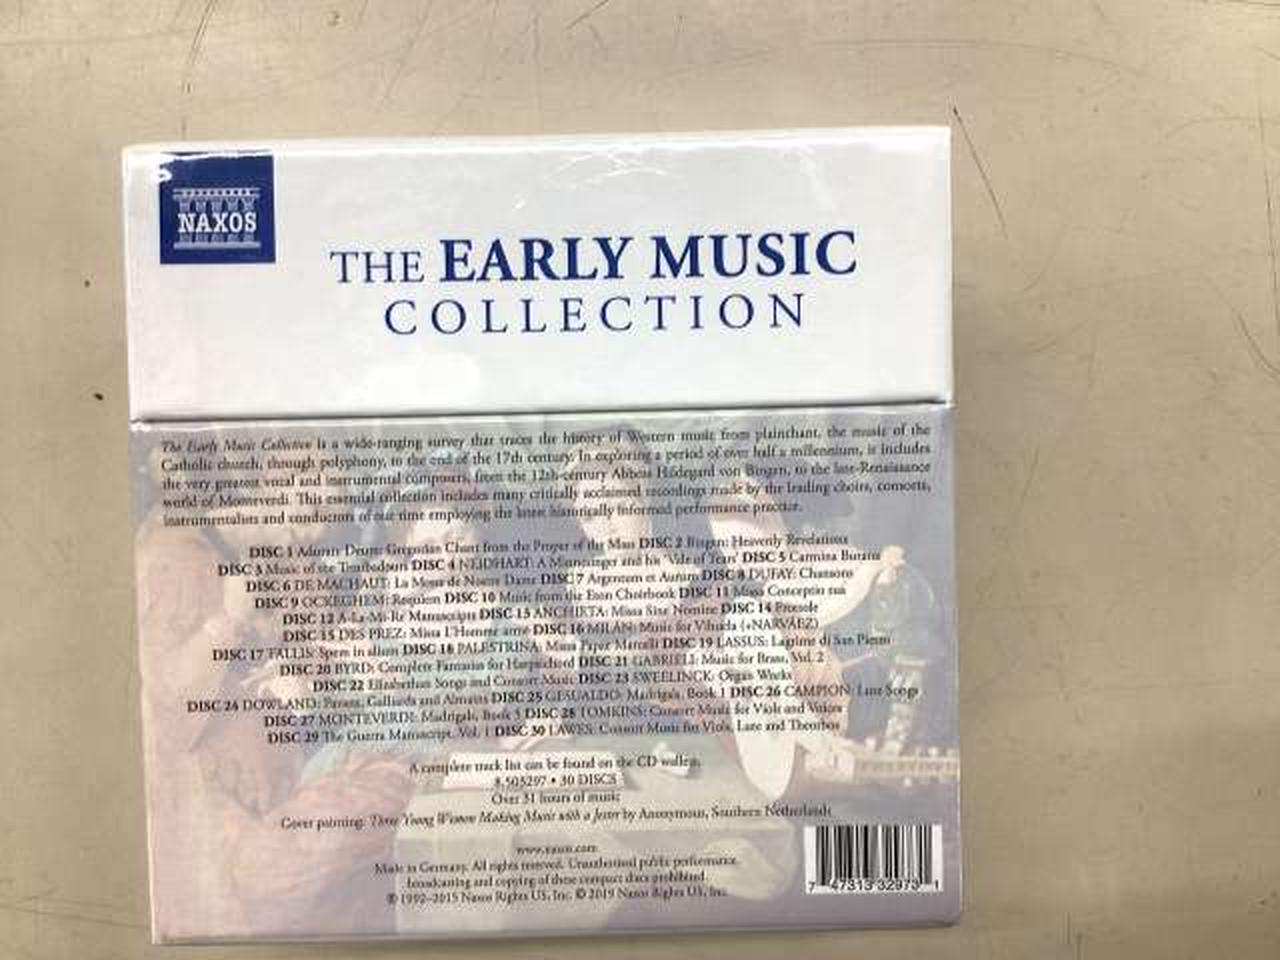 NAXOS
THE EARLY MUSIC
COLLECTION
The Early Music Collection is a wide-ranging survey that traces the history of Western music from plainchant, the music of the
Catholic church, through polyphony, to the end of the 17th century. In exploring a period of over half a millennium, it includes
the very greatest vocal and instrumental composers, from the 12th-century Abbess Hildegard von Bingen, to the late-Renaissance
world of Monteverdi. This essential collection includes many critically acclaimed recordings made by the leading choirs, consorts,
instrumentalists and conductors of our time employing the latest historically informed performance practice.
DISC 1 Adorate Deum: Gregorian Chant from the Proper of the Mass DISC 2 Bingen: Heavenly Revelations
DISC 3 Music of the Troubadours DISC 4 NEIDHART: A Minnesinger and his 'Vale of Tears' DISC 5 Carmina Burana
DISC 6 DE MACHAUT: La Messe de Nostre Dame DISC 7 Argentum et Aurum DISC 8 DUFAY: Chansons
DISC 9 OCKEGHEM: Requiem DISC 10 Music from the Eton Choirbook DISC 11 Missa Conceptio tua
DISC 12 A-La-Mi-Re Manuscripts DISC 13 ANCHIETA: Missa Sine Nomine DISC 14 Frottole
DISC 15 DES PREZ: Missa L'Homme armé DISC 16 MILÁN: Music for Vihuela (+NARVÁEZ)
DISC 17 TALLIS: Spem in alium DISC 18 PALESTRINA: Missa Papae Marcelli DISC 19 LASSUS: Lagrime di San Pietro
DISC 20 BYRD: Complete Fantasias for Harpsichord DISC 21 GABRIELI: Music for Brass, Vol. 2
DISC 22 Elizabethan Songs and Consort Music DISC 23 SWEELINCK: Organ Works
DISC 24 DOWLAND: Pavans, Galliards and Almains DISC 25 GESUALDO: Madrigals, Book 1 DISC 26 CAMPION: Lute Songs
DISC 27 MONTEVERDI: Madrigals, Book 5 DISC 28 TOMKINS: Consort Music for Viols and Voices
DISC 29 The Guerra Manuscript, Vol. 1 DISC 30 LAWES: Consort Music for Viols, Lute and Theorbos
A complete track list can be found on the CD wallets.
8.503297 • 30 DISCS
Over 31 hours of music
Cover painting: Three Young Women Making Music with a Jester by Anonymous, Southern Netherlands
www.naxos.com
Made in Germany. All rights reserved. Unauthorised public performance,
broadcasting and copying of these compact discs prohibited.
℗ 1992–2015 Naxos Rights US, Inc. © 2019 Naxos Rights US, Inc.
7 47313 32973 1